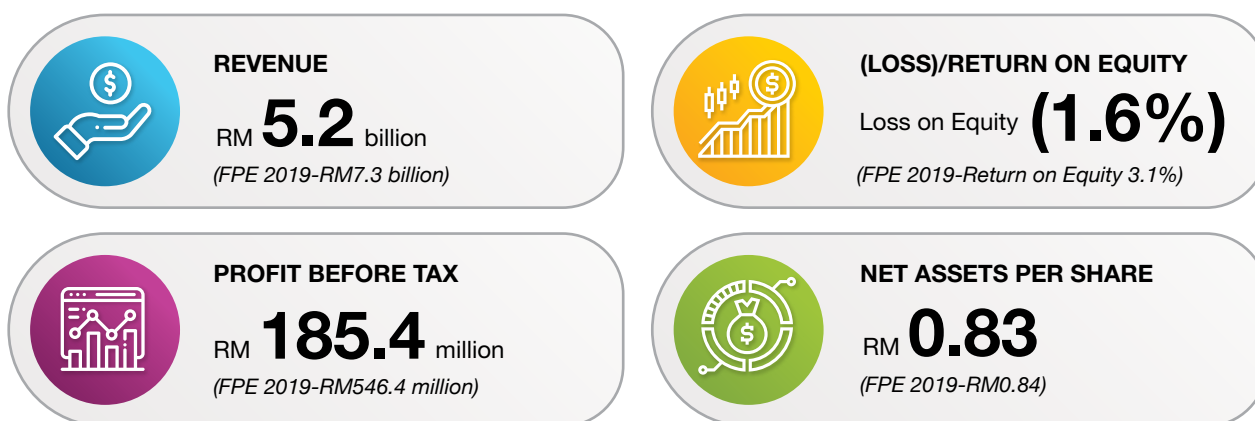 REVENUE
RM 5.2 billion
(FPE 2019-RM7.3 billion)
(LOSS)/RETURN ON EQUITY
Loss on Equity (1.6%)
(FPE 2019-Return on Equity 3.1%)
PROFIT BEFORE TAX
RM 185.4 million
(FPE 2019-RM546.4 million)
NET ASSETS PER SHARE
RM 0.83
(FPE 2019-RM0.84)